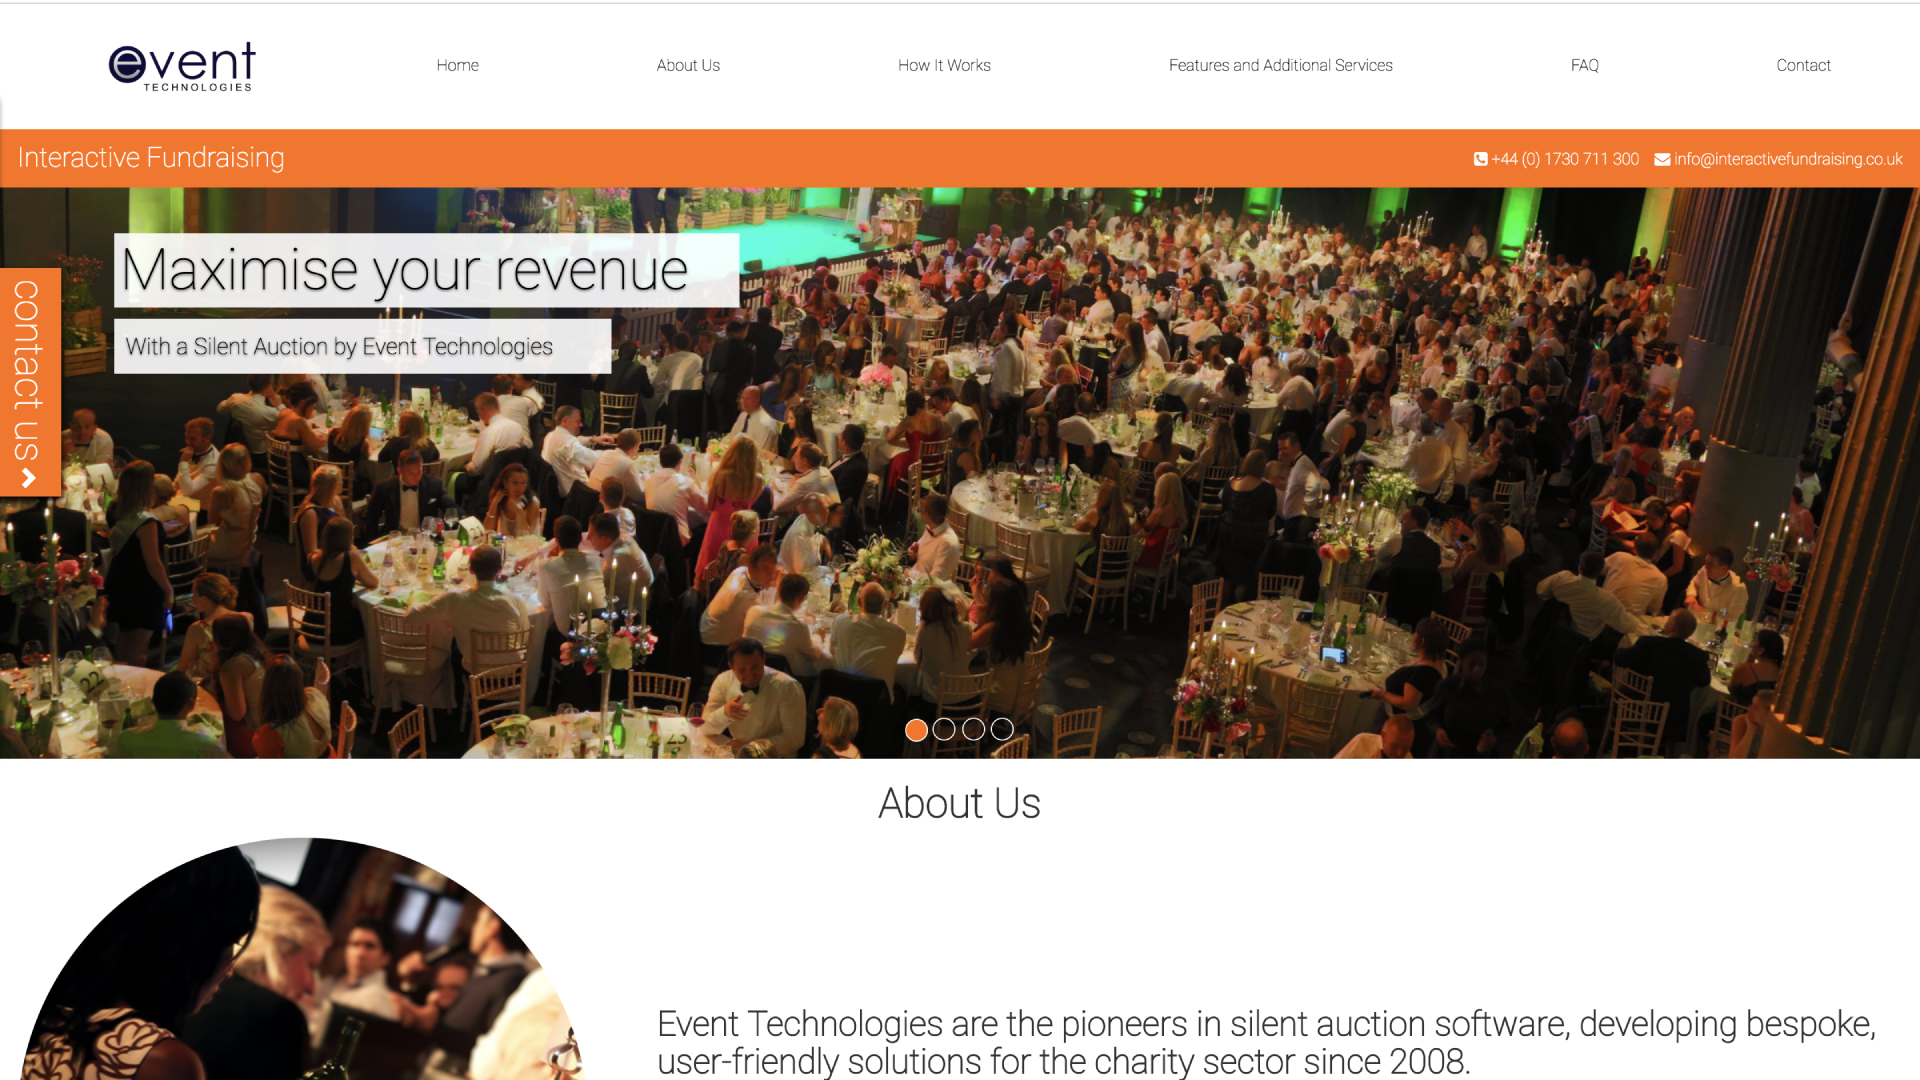 event
TECHNOLOGIES
Home
About Us
How It Works
Features and Additional Services
FAQ
Contact
Interactive Fundraising
+44 (0) 1730 711 300
info@interactivefundraising.co.uk
Maximise your revenue
With a Silent Auction by Event Technologies
contact us
22
23
About Us
Event Technologies are the pioneers in silent auction software, developing bespoke,
user-friendly solutions for the charity sector since 2008.